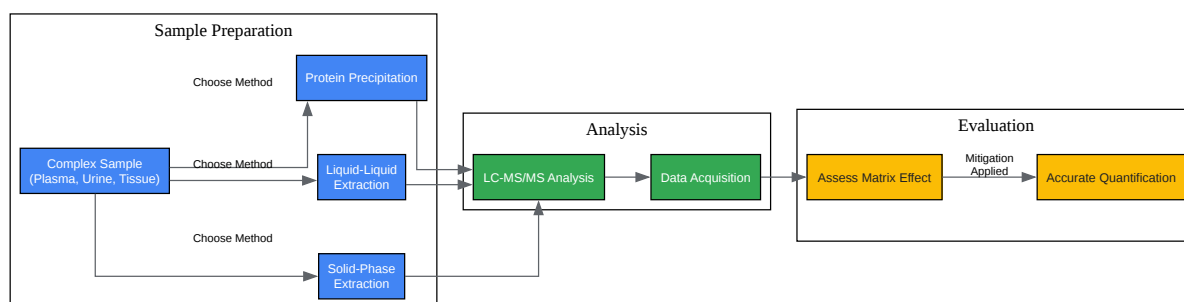 Sample Preparation
Choose Method
Protein Precipitation
Complex Sample
(Plasma, Urine, Tissue)
Choose Method
Liquid-Liquid
Extraction
Choose Method
Solid-Phase
Extraction
Analysis
LC-MS/MS Analysis
Data Acquisition
Evaluation
Assess Matrix Effect
Mitigation
Applied
Accurate Quantification